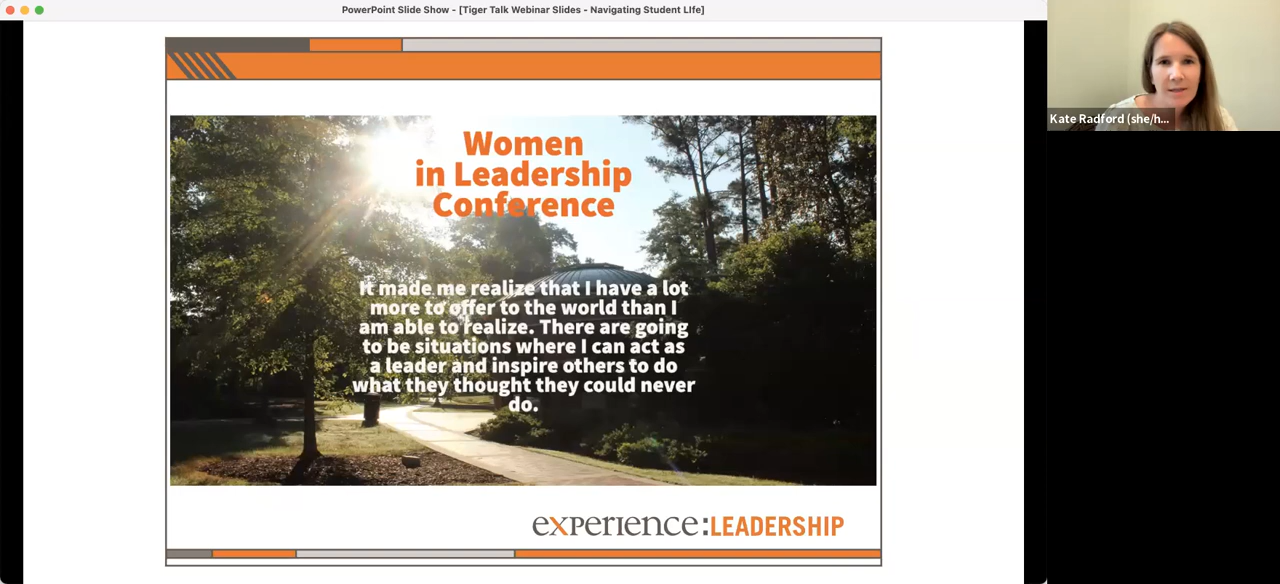 PowerPoint Slide Show - [Tiger Talk Webinar Slides - Navigating Student LIfe]
Kate Radford (she/h...
Women
in Leadership
Conference
It made me realize that I have a lot
more to offer to the world than I
am able to realize. There are going
to be situations where I can act as
a leader and inspire others to do
what they thought they could never
do.
experience:LEADERSHIP